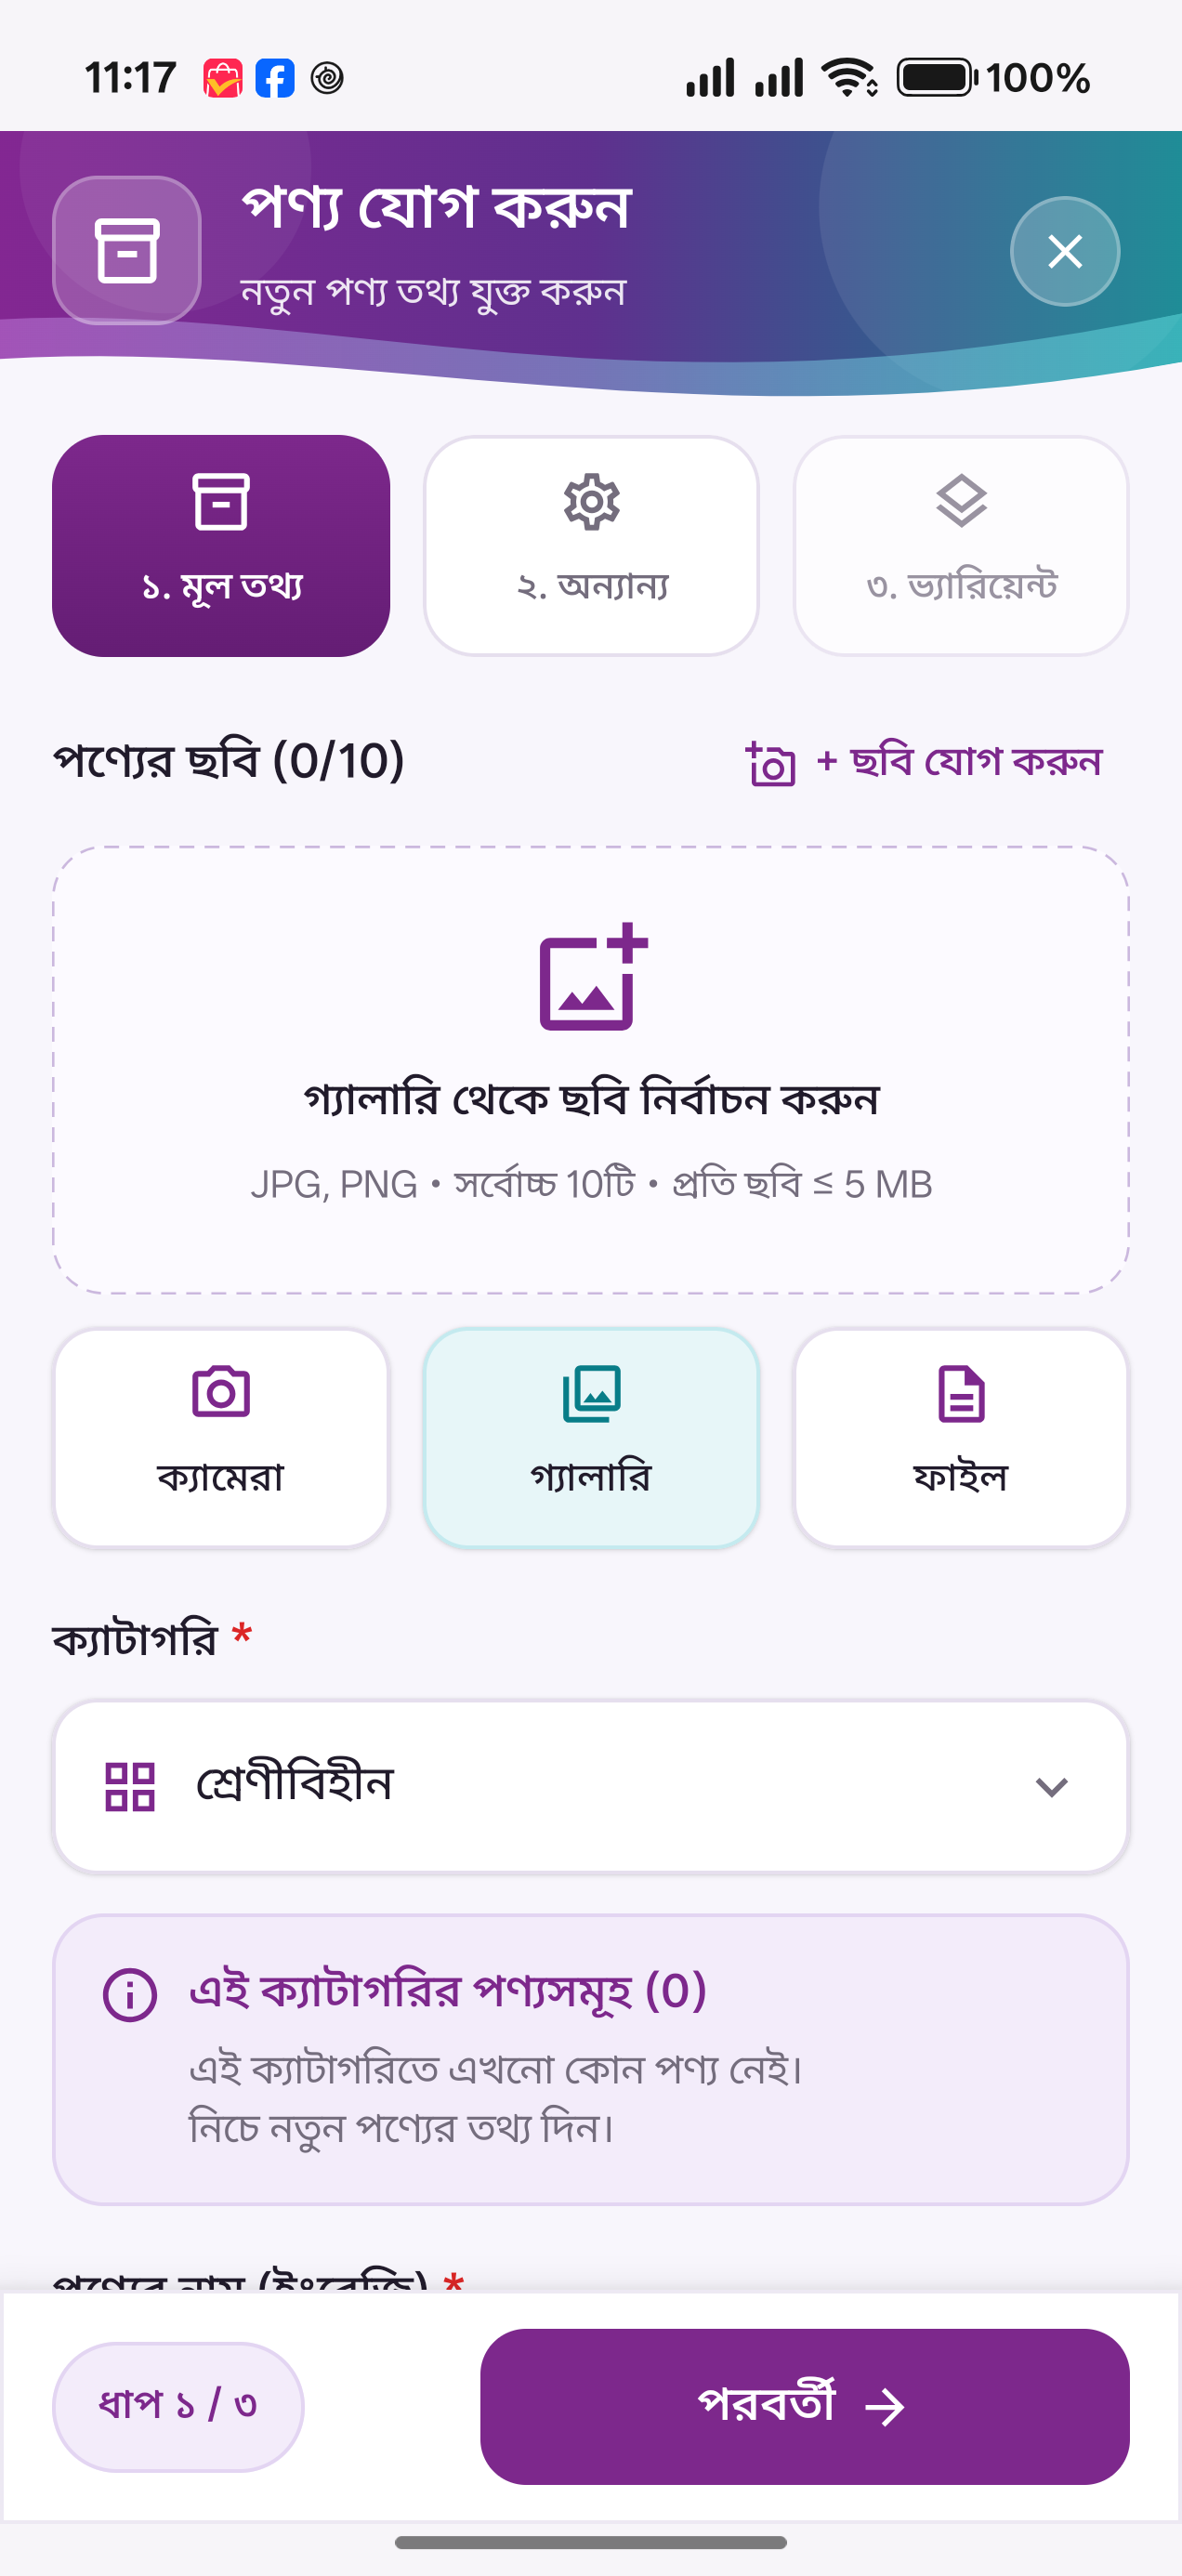 11:17
100%
পণ্য যোগ করুন
নতুন পণ্য তথ্য যুক্ত করুন
১. মূল তথ্য
২. অন্যান্য
৩. ভ্যারিয়েন্ট
পণ্যের ছবি (0/10)
+ ছবি যোগ করুন
গ্যালারি থেকে ছবি নির্বাচন করুন
JPG, PNG • সর্বোচ্চ 10টি • প্রতি ছবি ≤ 5 MB
ক্যামেরা
গ্যালারি
ফাইল
ক্যাটাগরি *
শ্রেণীবিহীন
এই ক্যাটাগরির পণ্যসমূহ (0)
এই ক্যাটাগরিতে এখনো কোন পণ্য নেই।
নিচে নতুন পণ্যের তথ্য দিন।
পণ্যের নাম (ইংরেজি) *
ধাপ ১ / ৩
পরবর্তী →